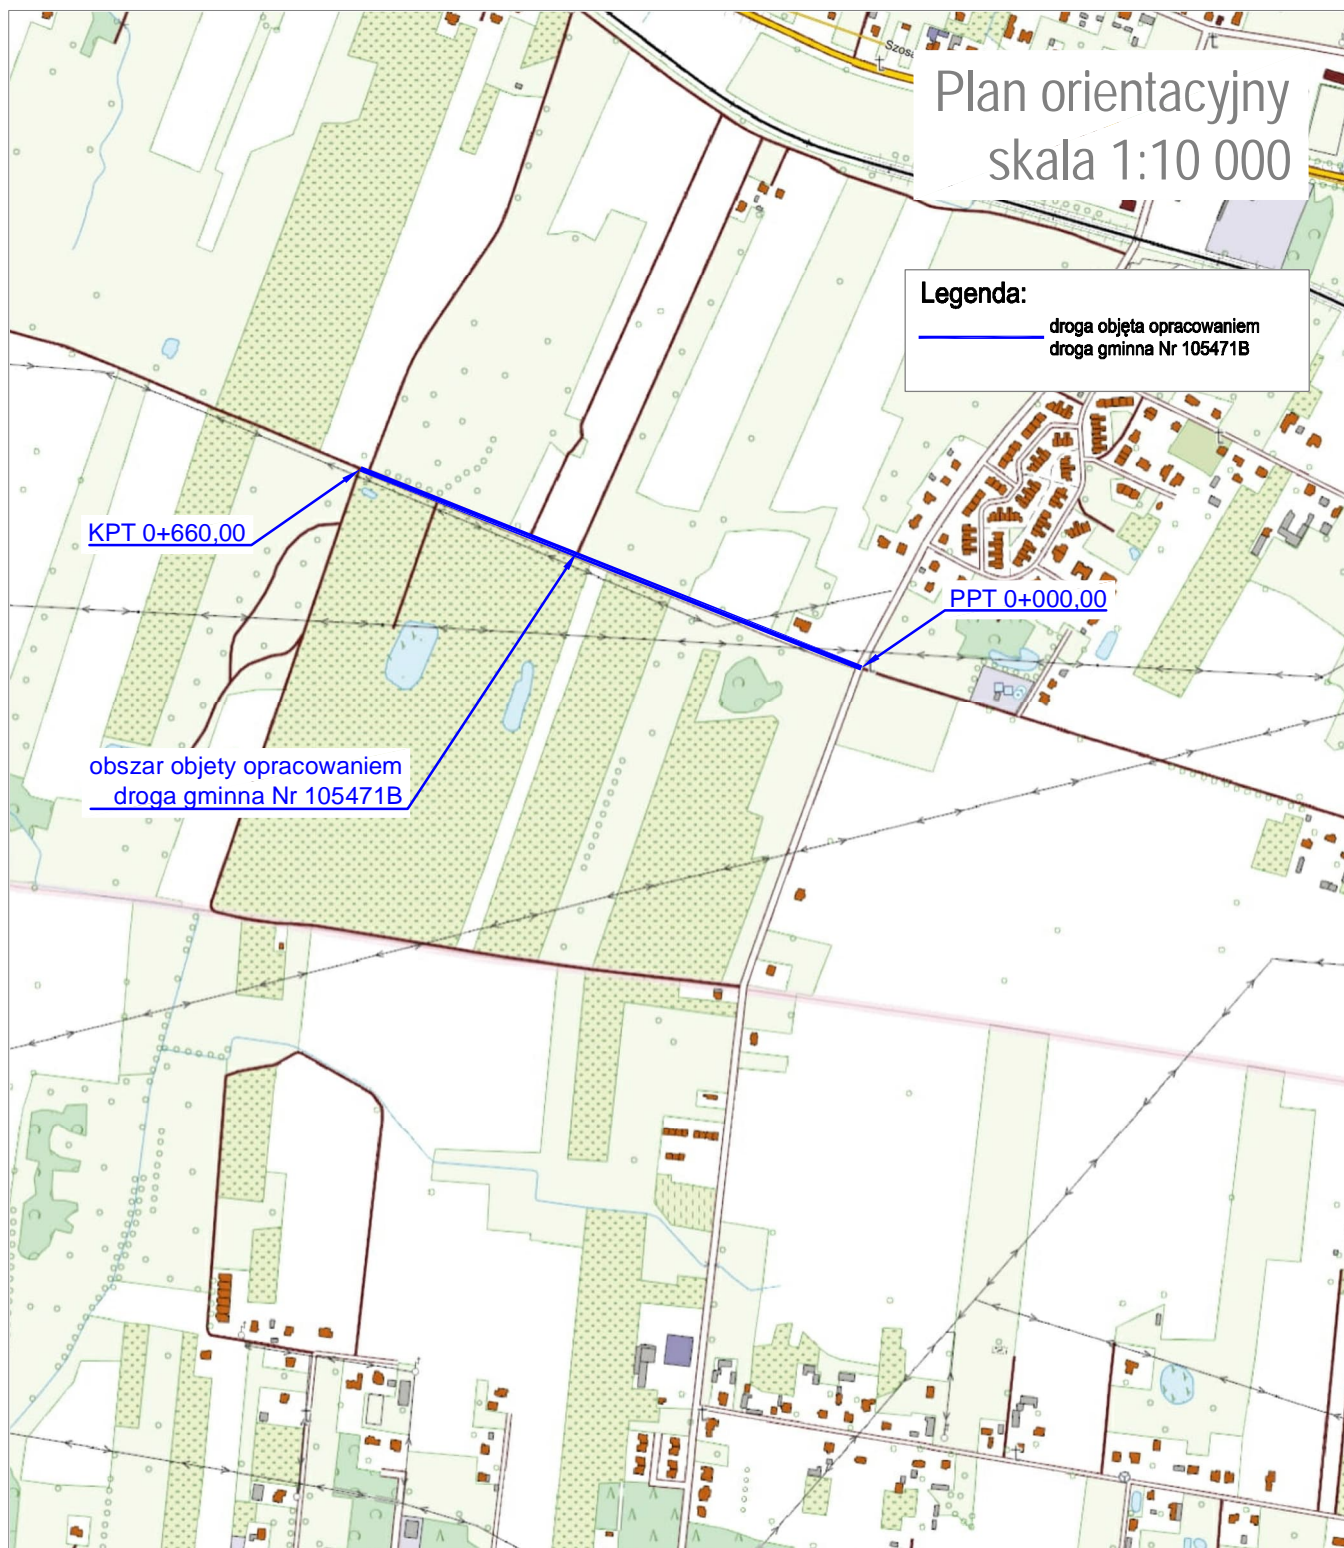 Szosa
Plan orientacyjny
skala 1:10 000
Legenda:
droga objęta opracowaniem
droga gminna Nr 105471B
KPT 0+660,00
PPT 0+000,00
obszar objety opracowaniem
droga gminna Nr 105471B